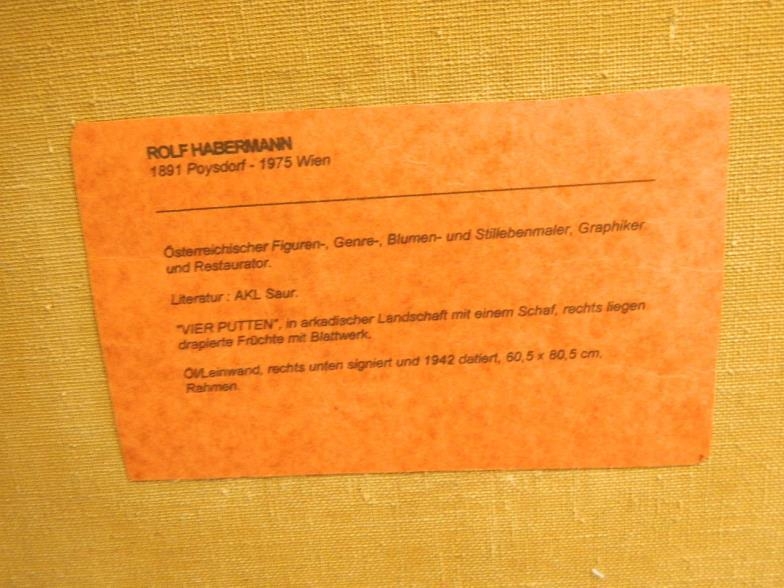 ROLF HABERMANN
1891 Poysdorf - 1975 Wien
Österreichischer Figuren-, Genre-, Blumen- und Stillebenmaler, Graphiker
und Restaurator.
Literatur : AKL Saur.
"VIER PUTTEN", in arkadischer Landschaft mit einem Schaf, rechts liegen
drapierte Früchte mit Blattwerk.
Öl/Leinwand, rechts unten signiert und 1942 datiert, 60,5 x 80,5 cm,
Rahmen.